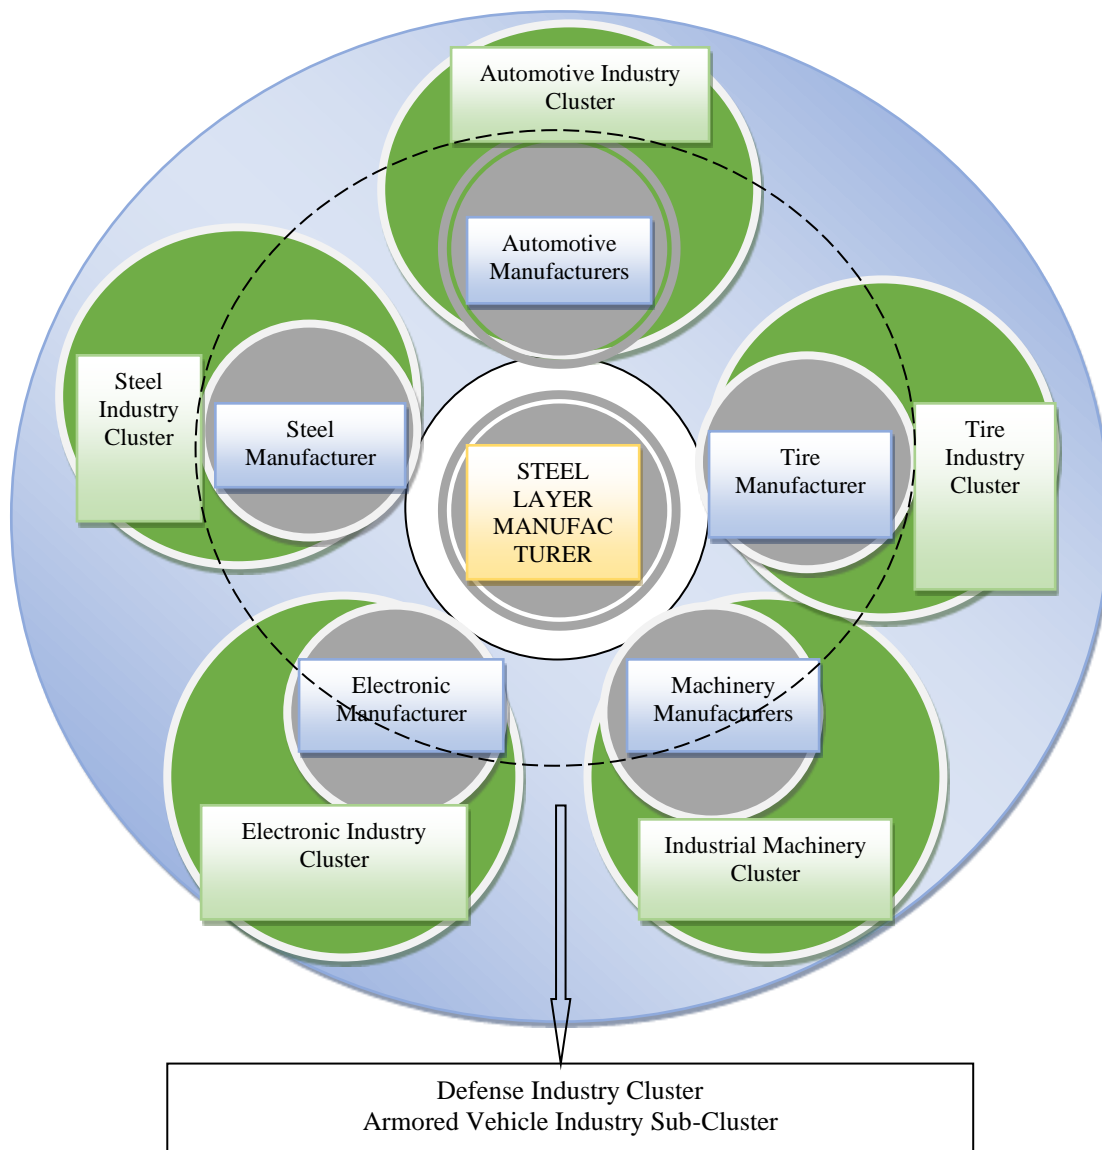 Automotive Industry
Cluster
Automotive
Manufacturers
Steel
Industry
Cluster
Steel
Manufacturer
STEEL
LAYER
MANUFAC
TURER
Tire
Manufacturer
Tire
Industry
Cluster
Electronic
Manufacturer
Machinery
Manufacturers
Electronic Industry
Cluster
Industrial Machinery
Cluster
Defense Industry Cluster
Armored Vehicle Industry Sub-Cluster